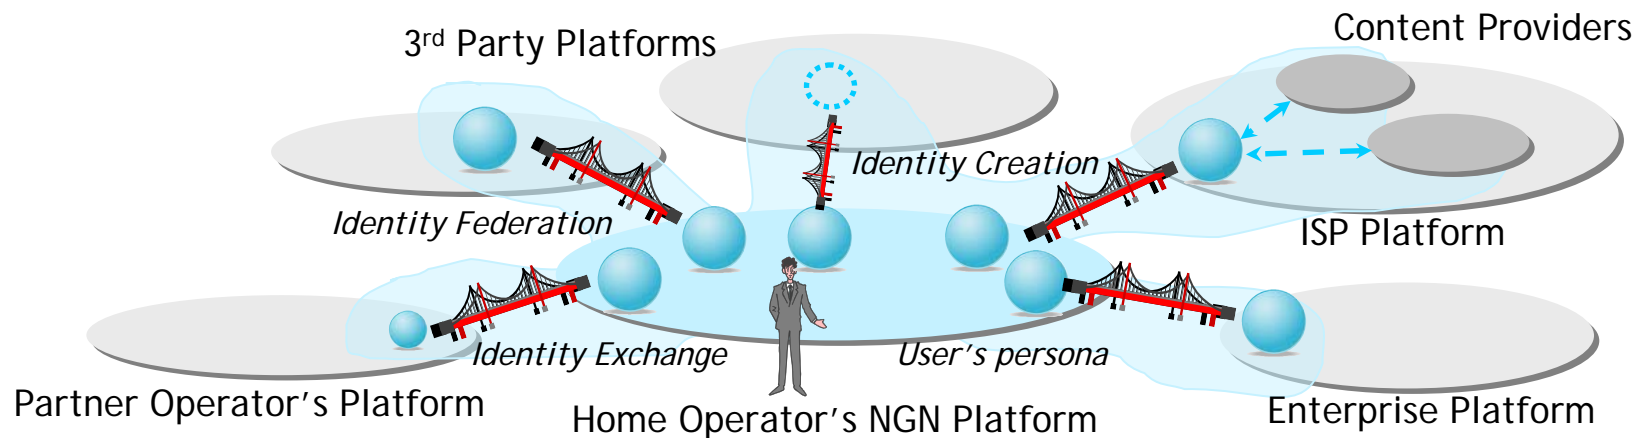 Content Providers
3rd Party Platforms
Identity Creation
Identity Federation
ISP Platform
Identity Exchange
User's persona
Partner Operator's Platform
Home Operator's NGN Platform
Enterprise Platform